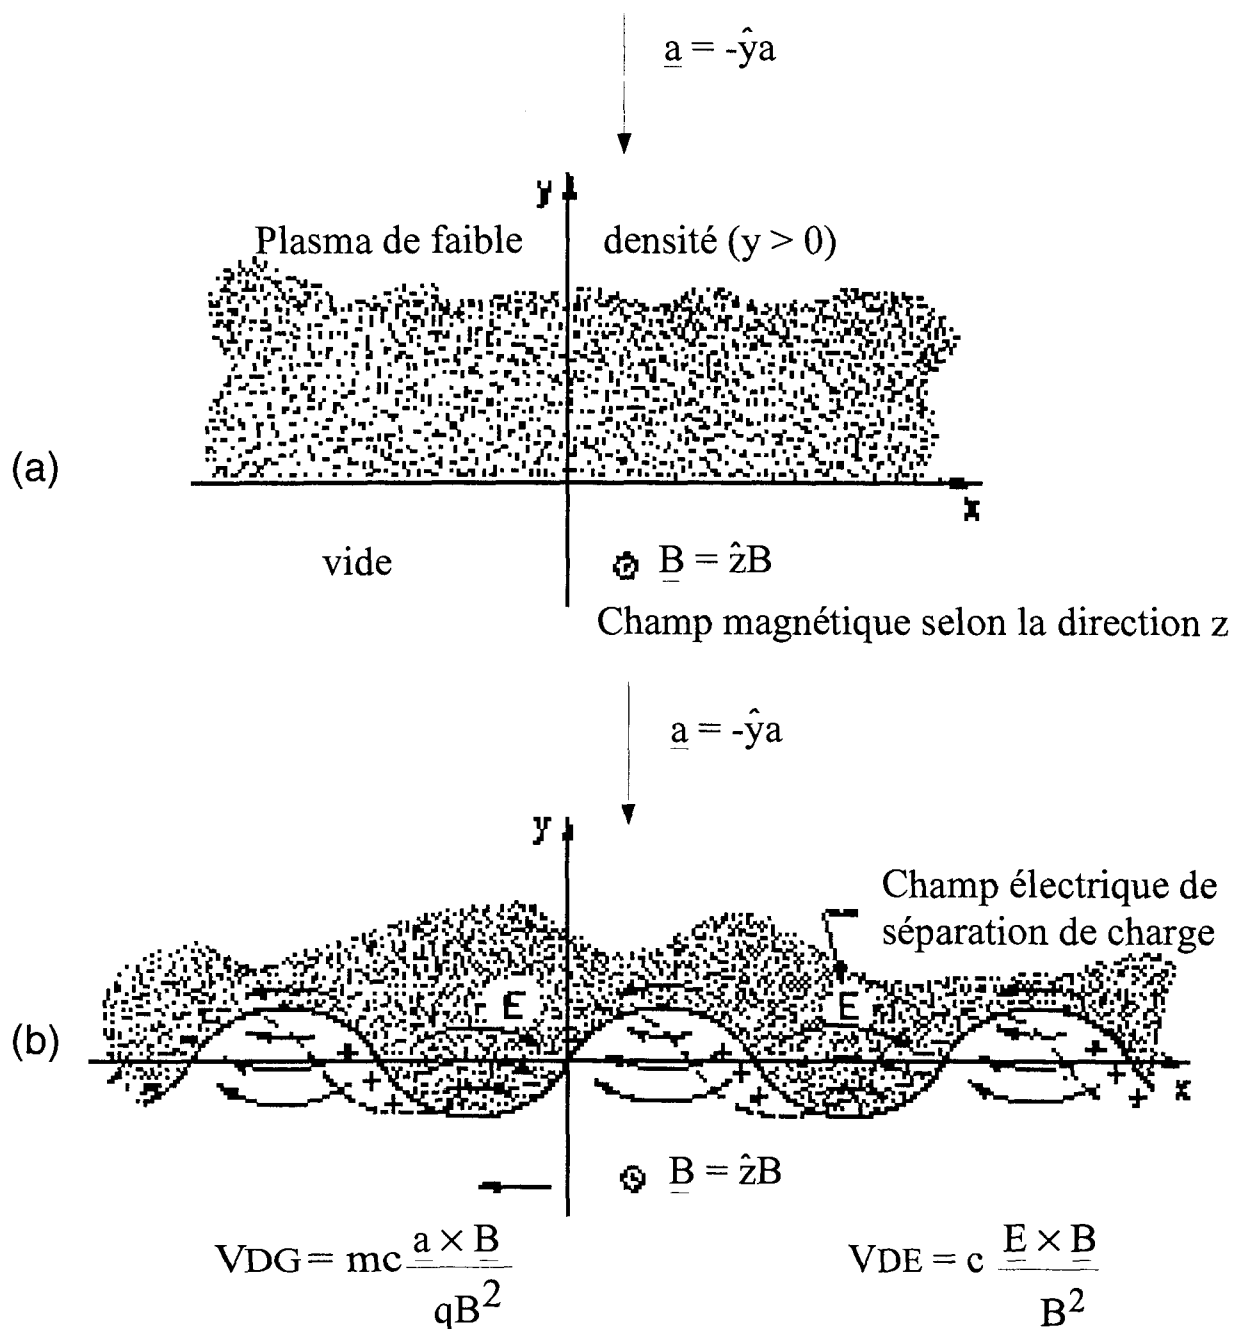 a = -ŷa
y
Plasma de faible densité (y > 0)
(a)
x
vide
B = ẑB
Champ magnétique selon la direction z
a = -ŷa
y
Champ électrique de
séparation de charge
E E
(b)
- + + + - + + + - + + +
x
B = ẑB
VDG = mc a × B / qB²
VDE = c E × B / B²